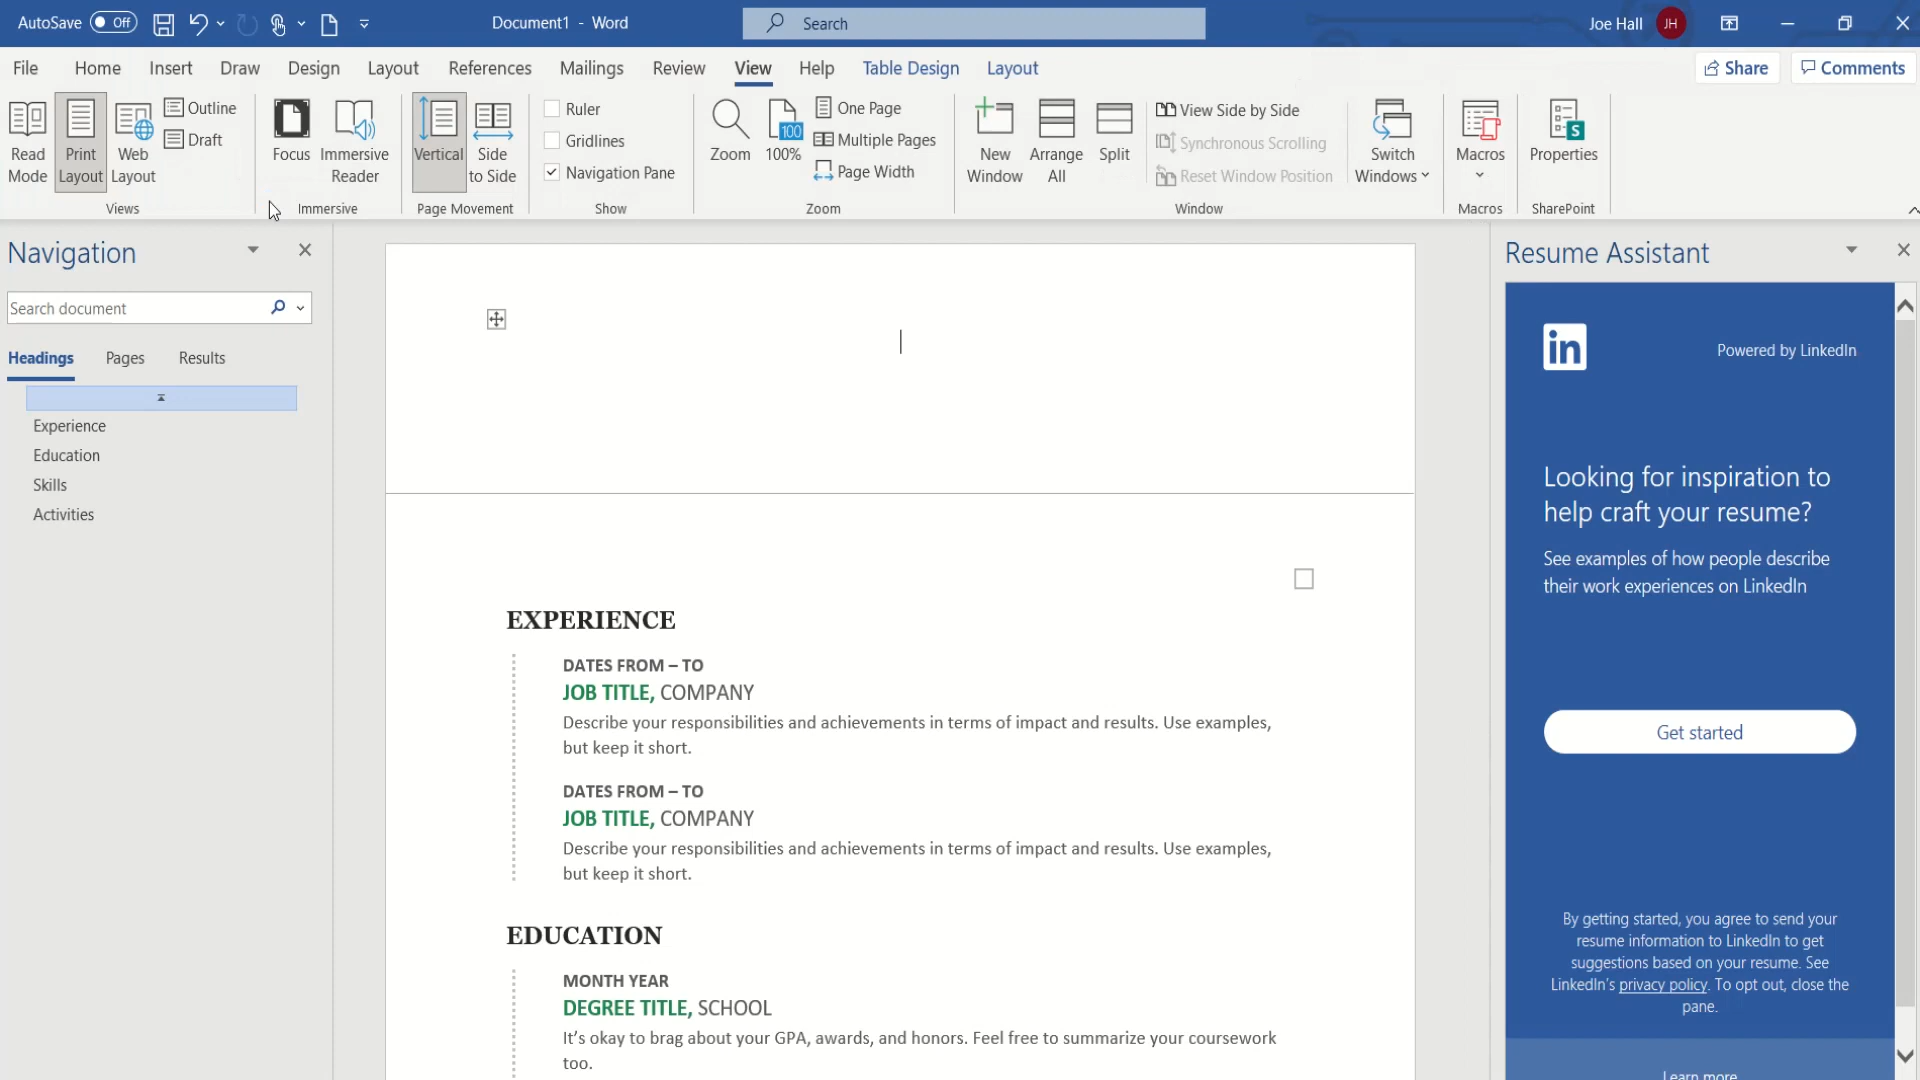 AutoSave Off Document1 - Word Search Joe Hall JH
File Home Insert Draw Design Layout References Mailings Review View Help Table Design Layout Share Comments
Read Mode
Print Layout
Web Layout
Outline
Draft
Views
Focus
Immersive Reader
Immersive
Vertical
Side to Side
Page Movement
Ruler
Gridlines
Navigation Pane
Show
Zoom
100
100%
One Page
Multiple Pages
Page Width
Zoom
New Window
Arrange All
Split
View Side by Side
Synchronous Scrolling
Reset Window Position
Switch Windows
Window
Macros
Macros
S
Properties
SharePoint
Navigation
Search document
Headings Pages Results
Experience
Education
Skills
Activities
EXPERIENCE
DATES FROM – TO
JOB TITLE, COMPANY
Describe your responsibilities and achievements in terms of impact and results. Use examples,
but keep it short.
DATES FROM – TO
JOB TITLE, COMPANY
Describe your responsibilities and achievements in terms of impact and results. Use examples,
but keep it short.
EDUCATION
MONTH YEAR
DEGREE TITLE, SCHOOL
It's okay to brag about your GPA, awards, and honors. Feel free to summarize your coursework
too.
Resume Assistant
in
Powered by LinkedIn
Looking for inspiration to
help craft your resume?
See examples of how people describe
their work experiences on LinkedIn
Get started
By getting started, you agree to send your
resume information to LinkedIn to get
suggestions based on your resume. See
LinkedIn's privacy policy. To opt out, close the
pane.
Learn more